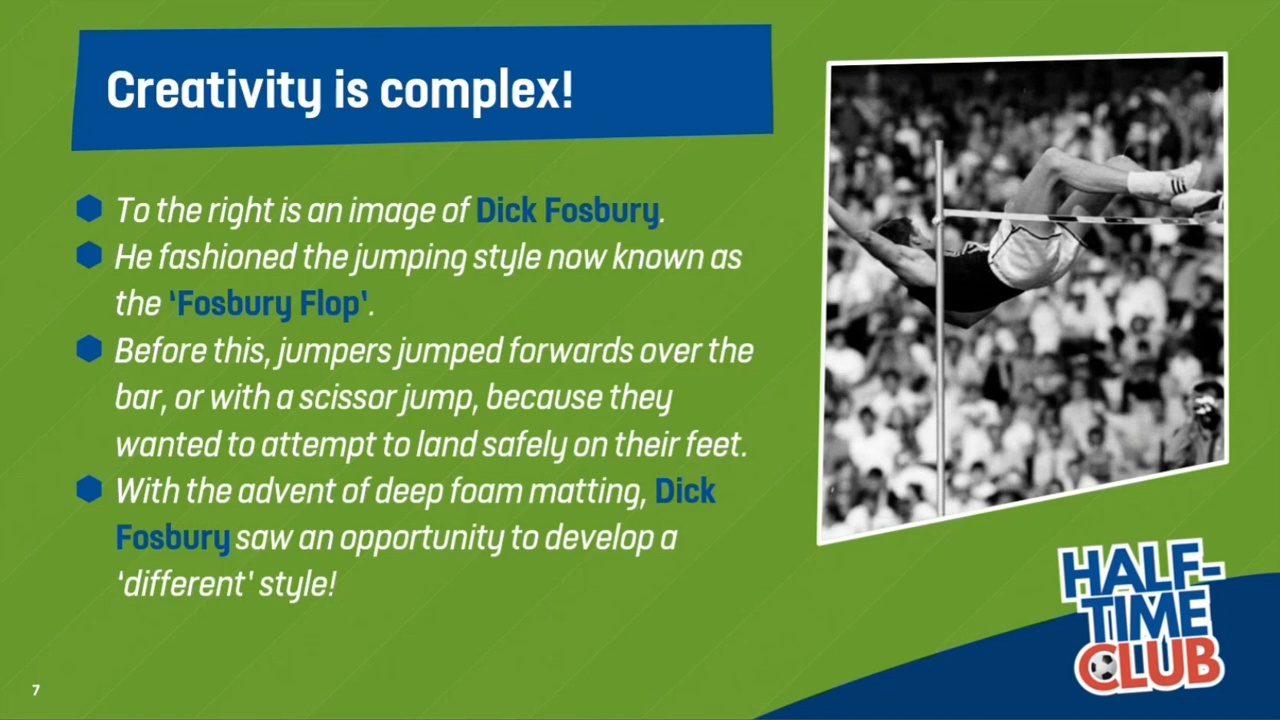 Creativity is complex!
To the right is an image of Dick Fosbury.
He fashioned the jumping style now known as
the ‘Fosbury Flop’.
Before this, jumpers jumped forwards over the
bar, or with a scissor jump, because they
wanted to attempt to land safely on their feet.
With the advent of deep foam matting, Dick
Fosbury saw an opportunity to develop a
‘different’ style!
HALF-
TIME
CLUB
7